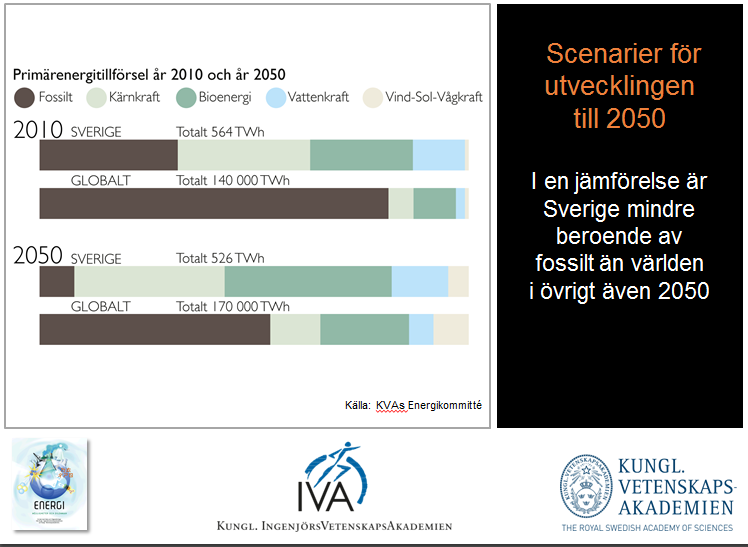 Primärenergitillförsel år 2010 och år 2050
Fossilt Kärnkraft Bioenergi Vattenkraft Vind-Sol-Vågkraft
2010 SVERIGE Totalt 564 TWh
GLOBALT Totalt 140 000 TWh
2050 SVERIGE Totalt 526 TWh
GLOBALT Totalt 170 000 TWh
Källa: KVAs Energikommitté
Scenarier för
utvecklingen
till 2050
I en jämförelse är
Sverige mindre
beroende av
fossilt än världen
i övrigt även 2050
ENERGI
IVA
KUNGL. INGENJÖRSVETENSKAPSAKADEMIEN
KUNGL.
VETENSKAPS-
AKADEMIEN
THE ROYAL SWEDISH ACADEMY OF SCIENCES